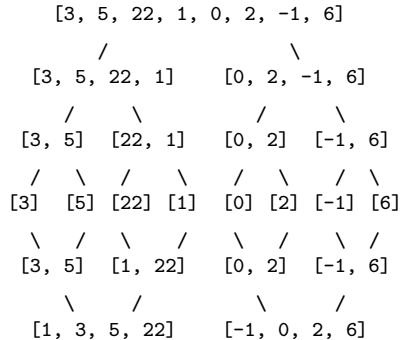 [3, 5, 22, 1, 0, 2, -1, 6]
/ \
[3, 5, 22, 1] [0, 2, -1, 6]
/ \ / \
[3, 5] [22, 1] [0, 2] [-1, 6]
/ \ / \ / \ / \
[3] [5] [22] [1] [0] [2] [-1] [6]
\ / \ / \ / \ /
[3, 5] [1, 22] [0, 2] [-1, 6]
\ / \ /
[1, 3, 5, 22] [-1, 0, 2, 6]